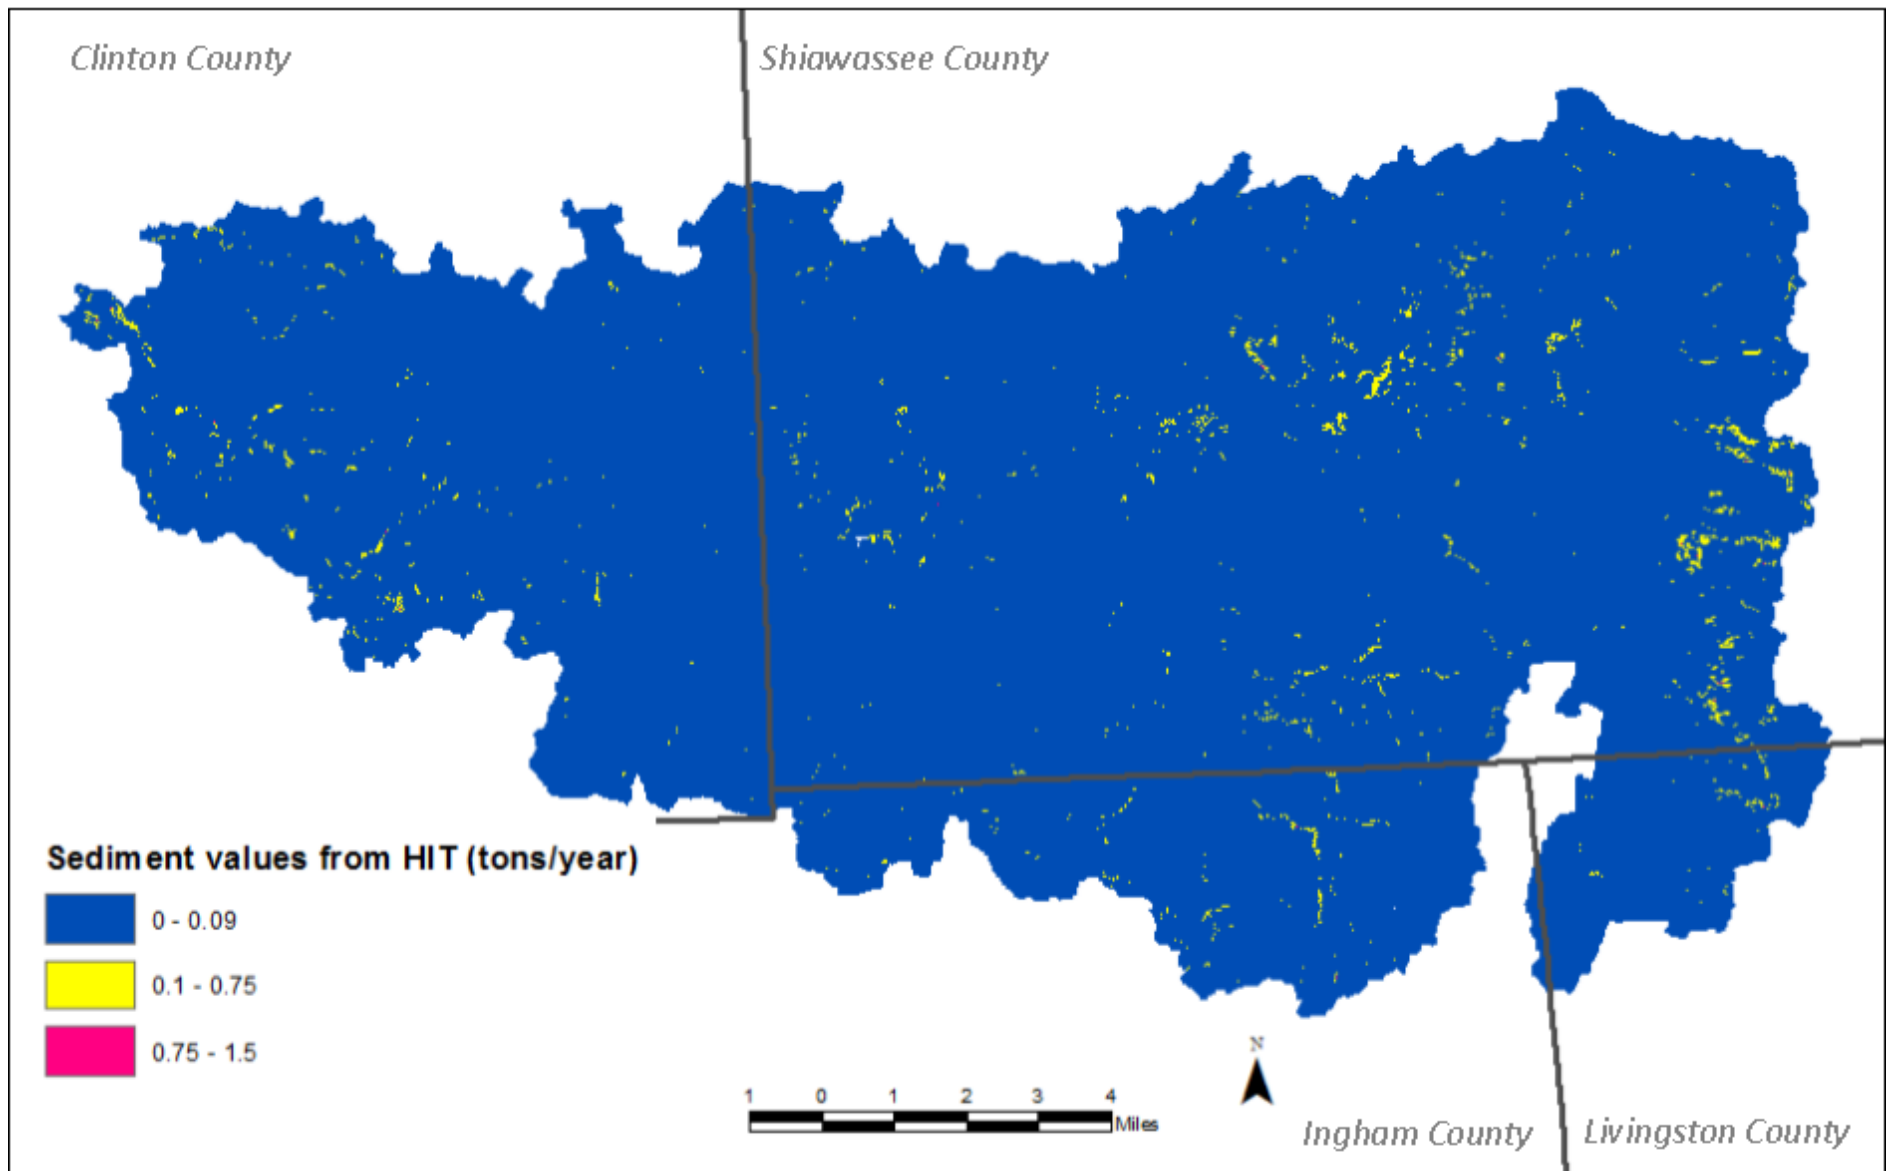 Clinton County
Shiawassee County
Sediment values from HIT (tons/year)
0 - 0.09
0.1 - 0.75
0.75 - 1.5
N
1 0 1 2 3 4
Miles
Ingham County
Livingston County